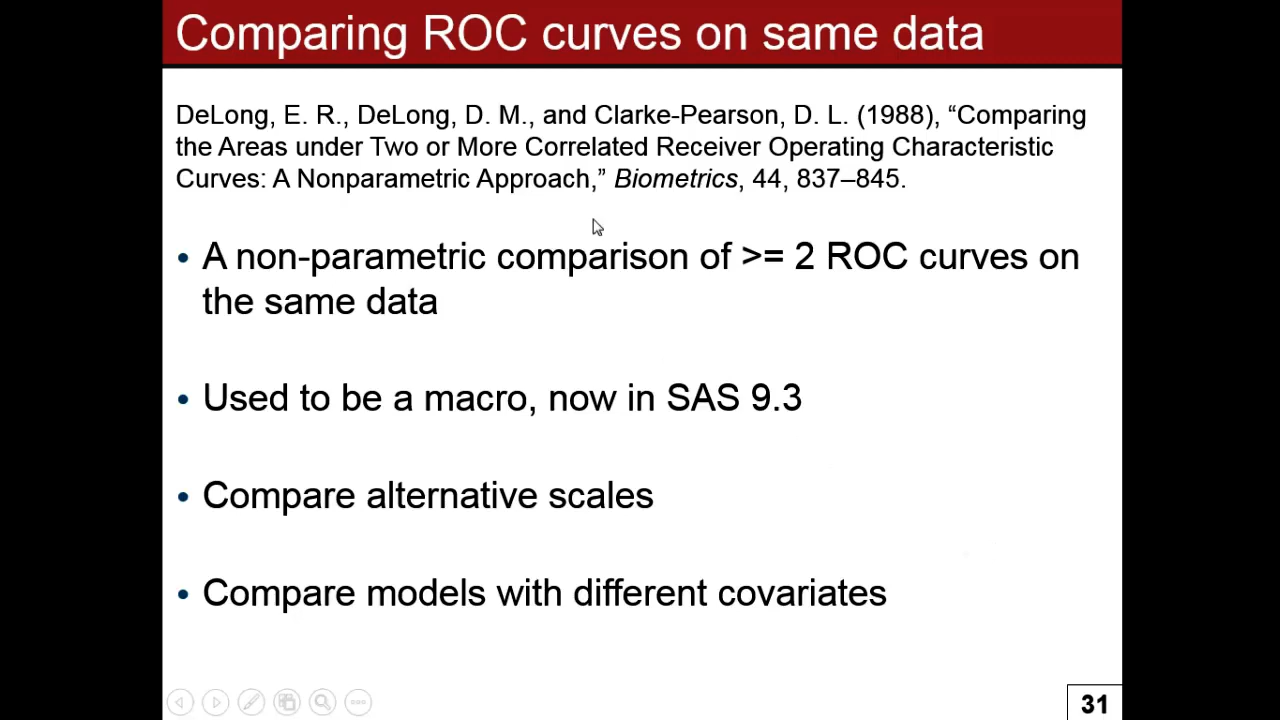 Comparing ROC curves on same data
DeLong, E. R., DeLong, D. M., and Clarke-Pearson, D. L. (1988), “Comparing
the Areas under Two or More Correlated Receiver Operating Characteristic
Curves: A Nonparametric Approach,” Biometrics, 44, 837–845.
• A non-parametric comparison of >= 2 ROC curves on
the same data
• Used to be a macro, now in SAS 9.3
• Compare alternative scales
• Compare models with different covariates
31